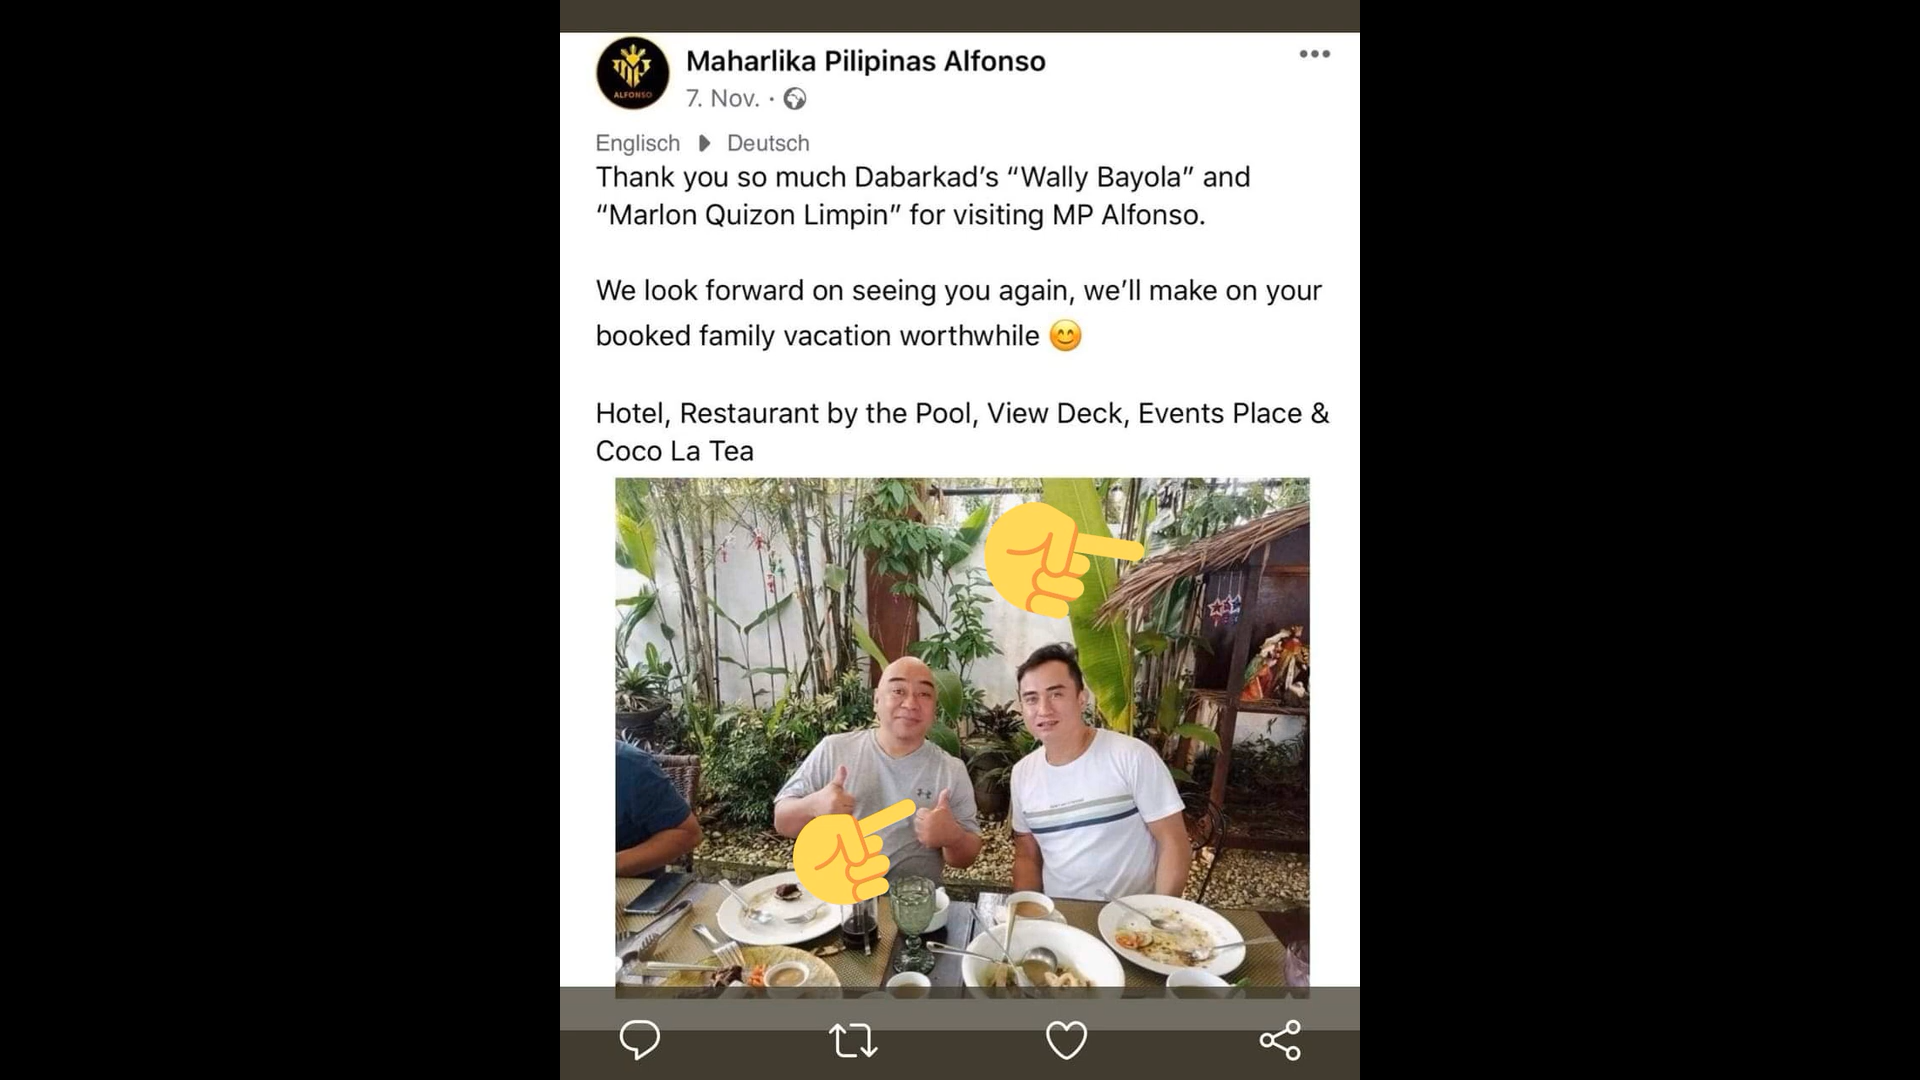 Maharlika Pilipinas Alfonso
7. Nov. ·
ALFONSO
Englisch Deutsch
Thank you so much Dabarkad’s “Wally Bayola” and
“Marlon Quizon Limpin” for visiting MP Alfonso.
We look forward on seeing you again, we’ll make on your
booked family vacation worthwhile 😊
Hotel, Restaurant by the Pool, View Deck, Events Place &
Coco La Tea